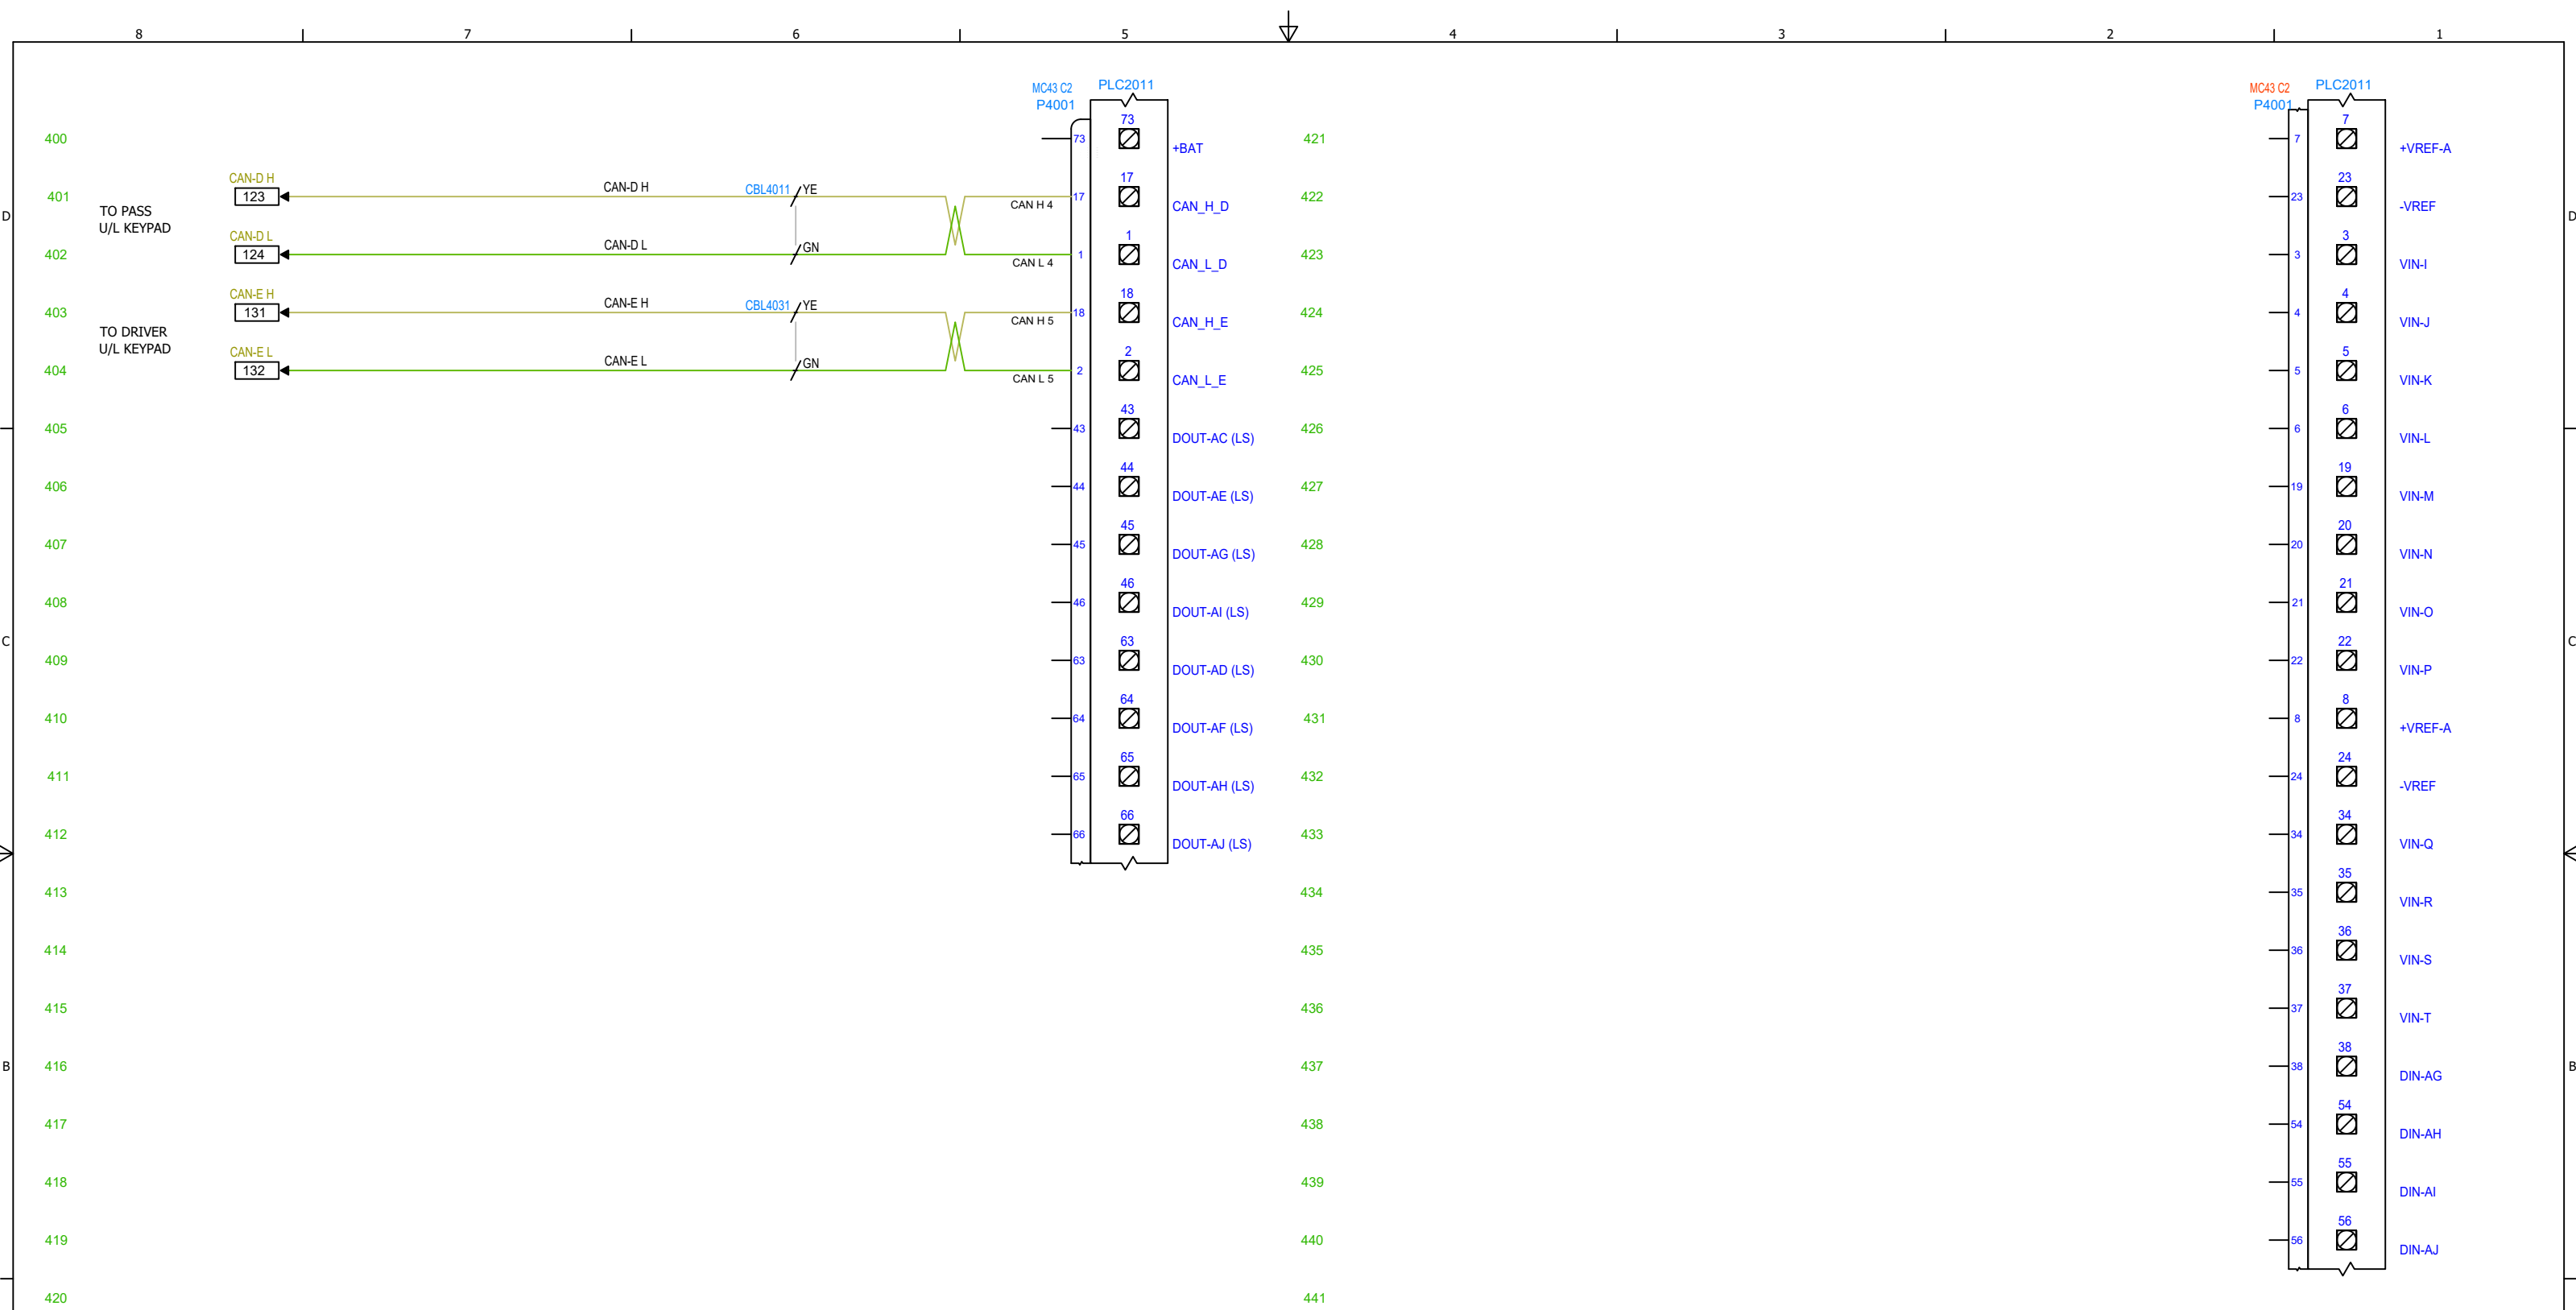 8 7 6 5 4 3 2 1
MC43 C2 PLC2011
P4001
MC43 C2 PLC2011
P4001
D
C
B
D
C
B
400
73
73
+BAT
CAN-D H
401
123
CAN-D H
CBL4011
YE
CAN H 4
17
17
CAN_H_D
TO PASS
U/L KEYPAD
CAN-D L
402
124
CAN-D L
GN
CAN L 4
1
1
CAN_L_D
CAN-E H
403
131
CAN-E H
CBL4031
YE
CAN H 5
18
18
CAN_H_E
TO DRIVER
U/L KEYPAD
CAN-E L
404
132
CAN-E L
GN
CAN L 5
2
2
CAN_L_E
405
43
43
DOUT-AC (LS)
406
44
44
DOUT-AE (LS)
407
45
45
DOUT-AG (LS)
408
46
46
DOUT-AI (LS)
409
63
63
DOUT-AD (LS)
410
64
64
DOUT-AF (LS)
411
65
65
DOUT-AH (LS)
412
66
66
DOUT-AJ (LS)
413
414
415
416
417
418
419
420
421
7
7
+VREF-A
422
23
23
-VREF
423
3
3
VIN-I
424
4
4
VIN-J
425
5
5
VIN-K
426
6
6
VIN-L
427
19
19
VIN-M
428
20
20
VIN-N
429
21
21
VIN-O
430
22
22
VIN-P
431
8
8
+VREF-A
432
24
24
-VREF
433
34
34
VIN-Q
434
35
35
VIN-R
435
36
36
VIN-S
436
37
37
VIN-T
437
38
38
DIN-AG
438
54
54
DIN-AH
439
55
55
DIN-AI
440
56
56
DIN-AJ
441